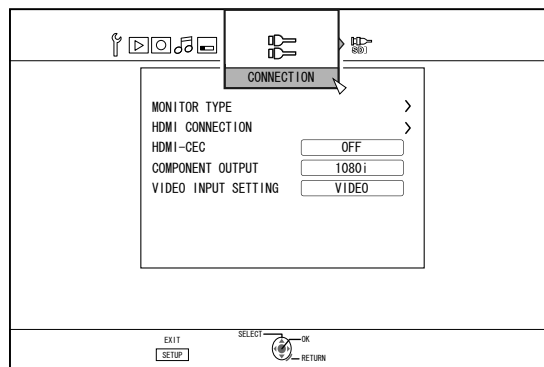 SDI
CONNECTION
MONITOR TYPE
HDMI CONNECTION
HDMI-CEC OFF
COMPONENT OUTPUT 1080i
VIDEO INPUT SETTING VIDEO
EXIT
SETUP
SELECT
OK
RETURN